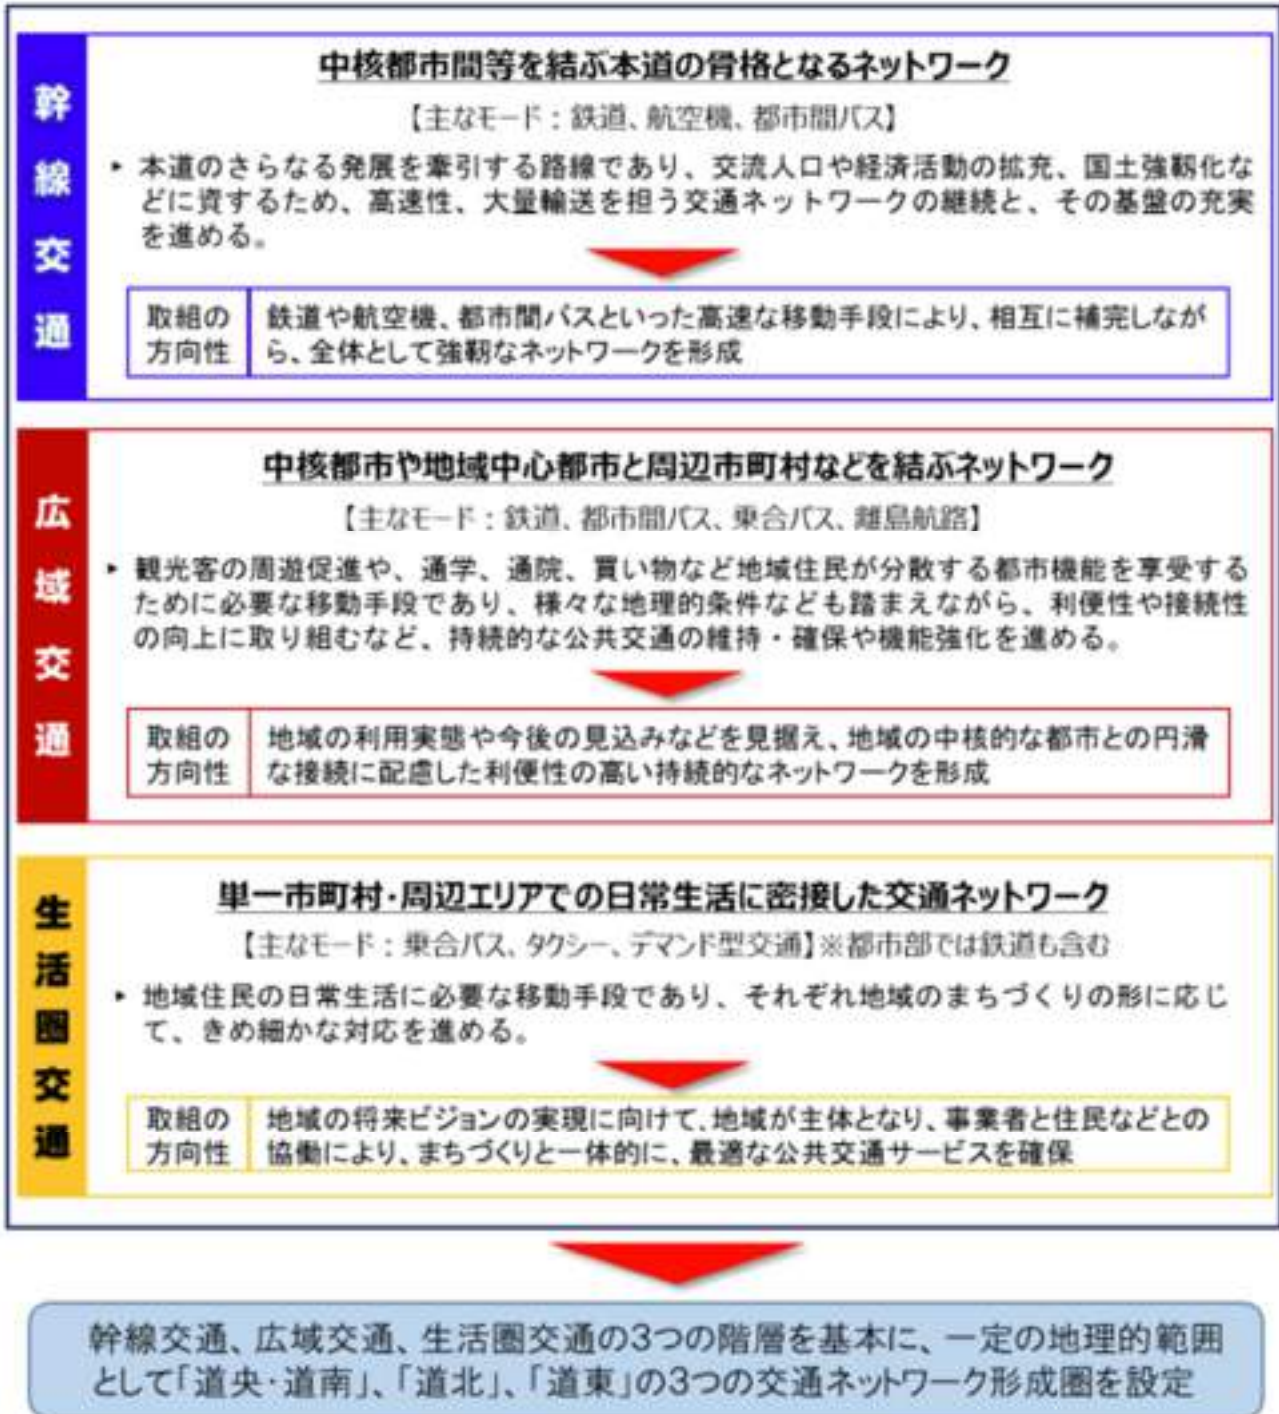 幹線交通
中核都市間等を結ぶ本道の骨格となるネットワーク
【主なモード：鉄道、航空機、都市間バス】
▸ 本道のさらなる発展を牽引する路線であり、交流人口や経済活動の拡充、国土強靱化な
どに資するため、高速性、大量輸送を担う交通ネットワークの継続と、その基盤の充実
を進める。
取組の
方向性
鉄道や航空機、都市間バスといった高速な移動手段により、相互に補完しなが
ら、全体として強靱なネットワークを形成
広域交通
中核都市や地域中心都市と周辺市町村などを結ぶネットワーク
【主なモード：鉄道、都市間バス、乗合バス、離島航路】
▸ 観光客の周遊促進や、通学、通院、買い物など地域住民が分散する都市機能を享受する
ために必要な移動手段であり、様々な地理的条件なども踏まえながら、利便性や接続性
の向上に取り組むなど、持続的な公共交通の維持・確保や機能強化を進める。
取組の
方向性
地域の利用実態や今後の見込みなどを見据え、地域の中核的な都市との円滑
な接続に配慮した利便性の高い持続的なネットワークを形成
生活圏交通
単一市町村・周辺エリアでの日常生活に密接した交通ネットワーク
【主なモード：乗合バス、タクシー、デマンド型交通】※都市部では鉄道も含む
▸ 地域住民の日常生活に必要な移動手段であり、それぞれ地域のまちづくりの形に応じ
て、きめ細かな対応を進める。
取組の
方向性
地域の将来ビジョンの実現に向けて、地域が主体となり、事業者と住民などとの
協働により、まちづくりと一体的に、最適な公共交通サービスを確保
幹線交通、広域交通、生活圏交通の3つの階層を基本に、一定の地理的範囲
として「道央・道南」、「道北」、「道東」の3つの交通ネットワーク形成圏を設定